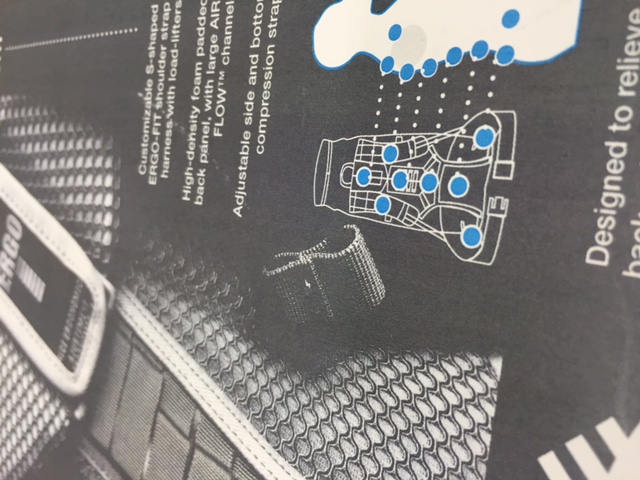 ERGO
Customizable S-shaped
ERGO-FIT shoulder strap
harness with load-lifters
High-density foam padded
back panel, with large AIR
FLOW™ channel
Adjustable side and bottom
compression strap
E
Designed to relieve
back